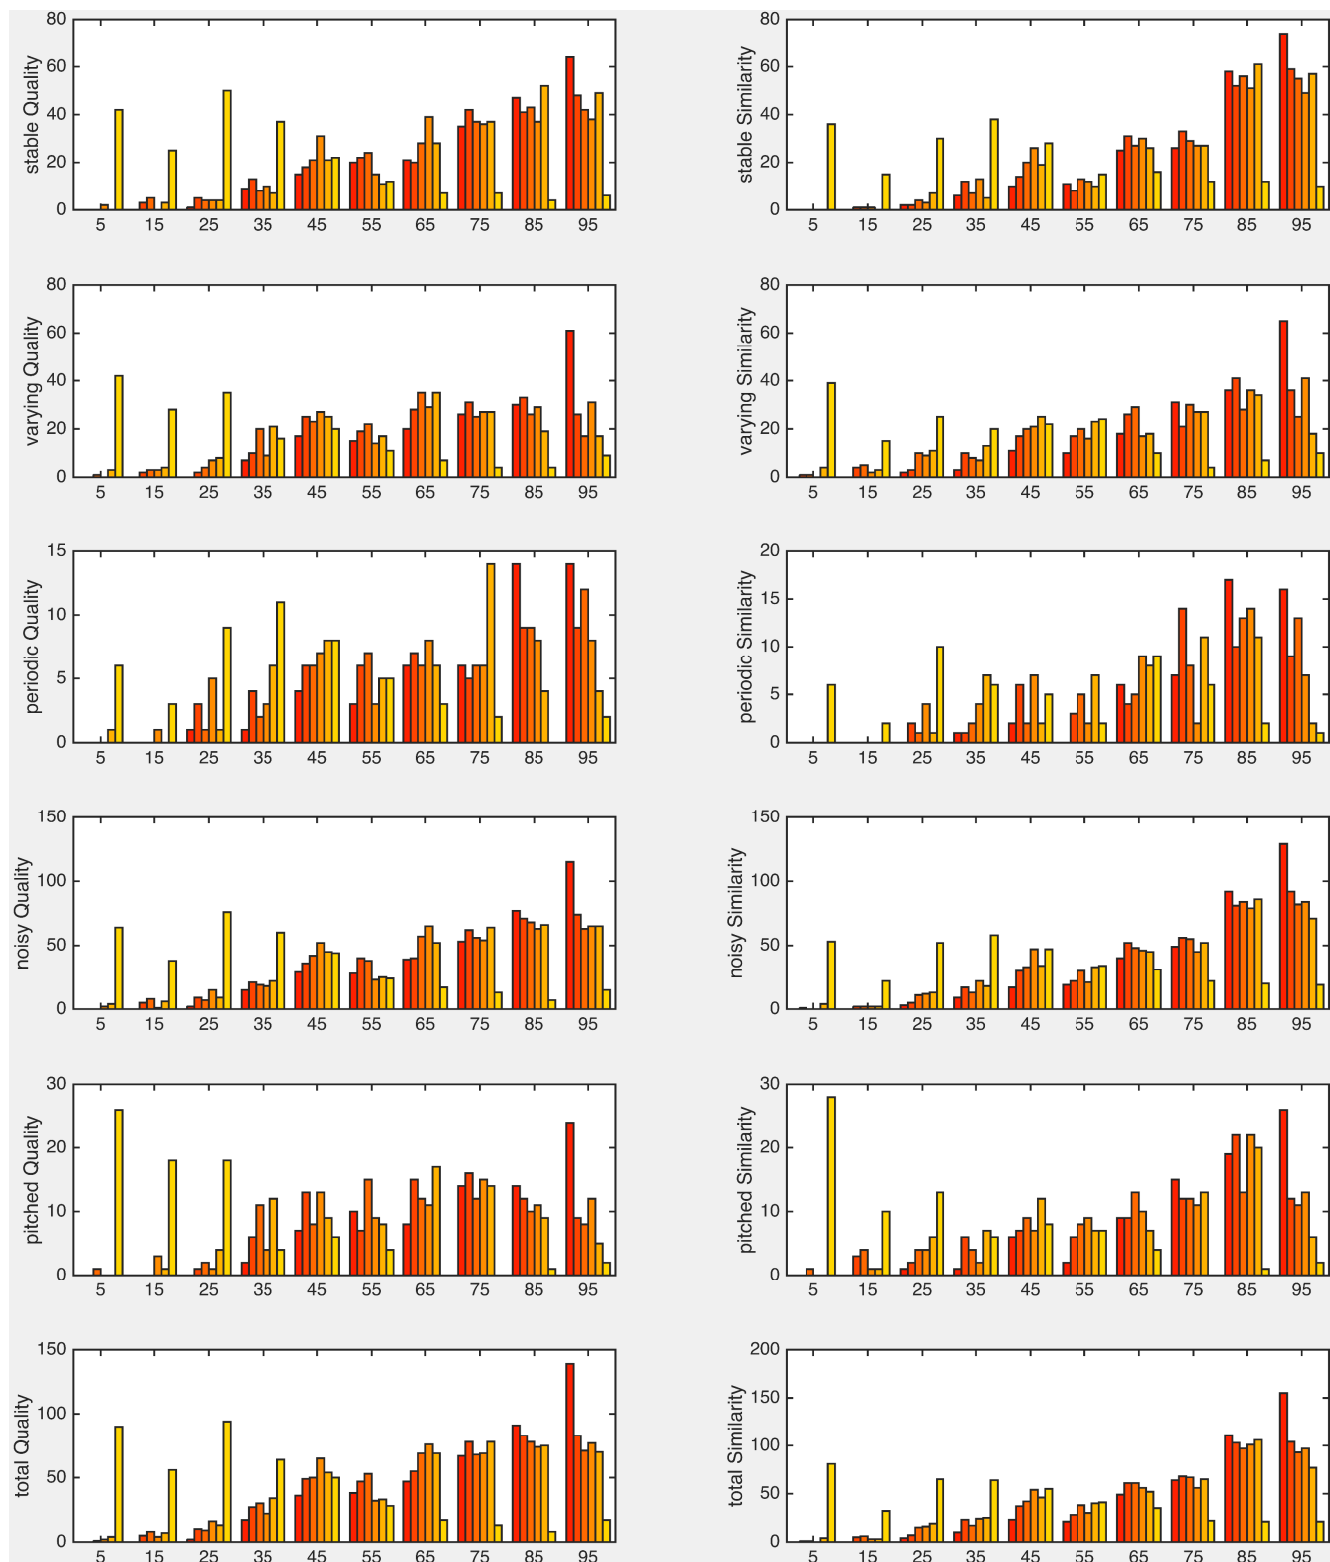 stable Quality
80
60
40
20
0
5 15 25 35 45 55 65 75 85 95
stable Similarity
80
60
40
20
0
5 15 25 35 45 55 65 75 85 95
varying Quality
80
60
40
20
0
5 15 25 35 45 55 65 75 85 95
varying Similarity
80
60
40
20
0
5 15 25 35 45 55 65 75 85 95
periodic Quality
15
10
5
0
5 15 25 35 45 55 65 75 85 95
periodic Similarity
20
15
10
5
0
5 15 25 35 45 55 65 75 85 95
noisy Quality
150
100
50
0
5 15 25 35 45 55 65 75 85 95
noisy Similarity
150
100
50
0
5 15 25 35 45 55 65 75 85 95
pitched Quality
30
20
10
0
5 15 25 35 45 55 65 75 85 95
pitched Similarity
30
20
10
0
5 15 25 35 45 55 65 75 85 95
total Quality
150
100
50
0
5 15 25 35 45 55 65 75 85 95
total Similarity
200
150
100
50
0
5 15 25 35 45 55 65 75 85 95